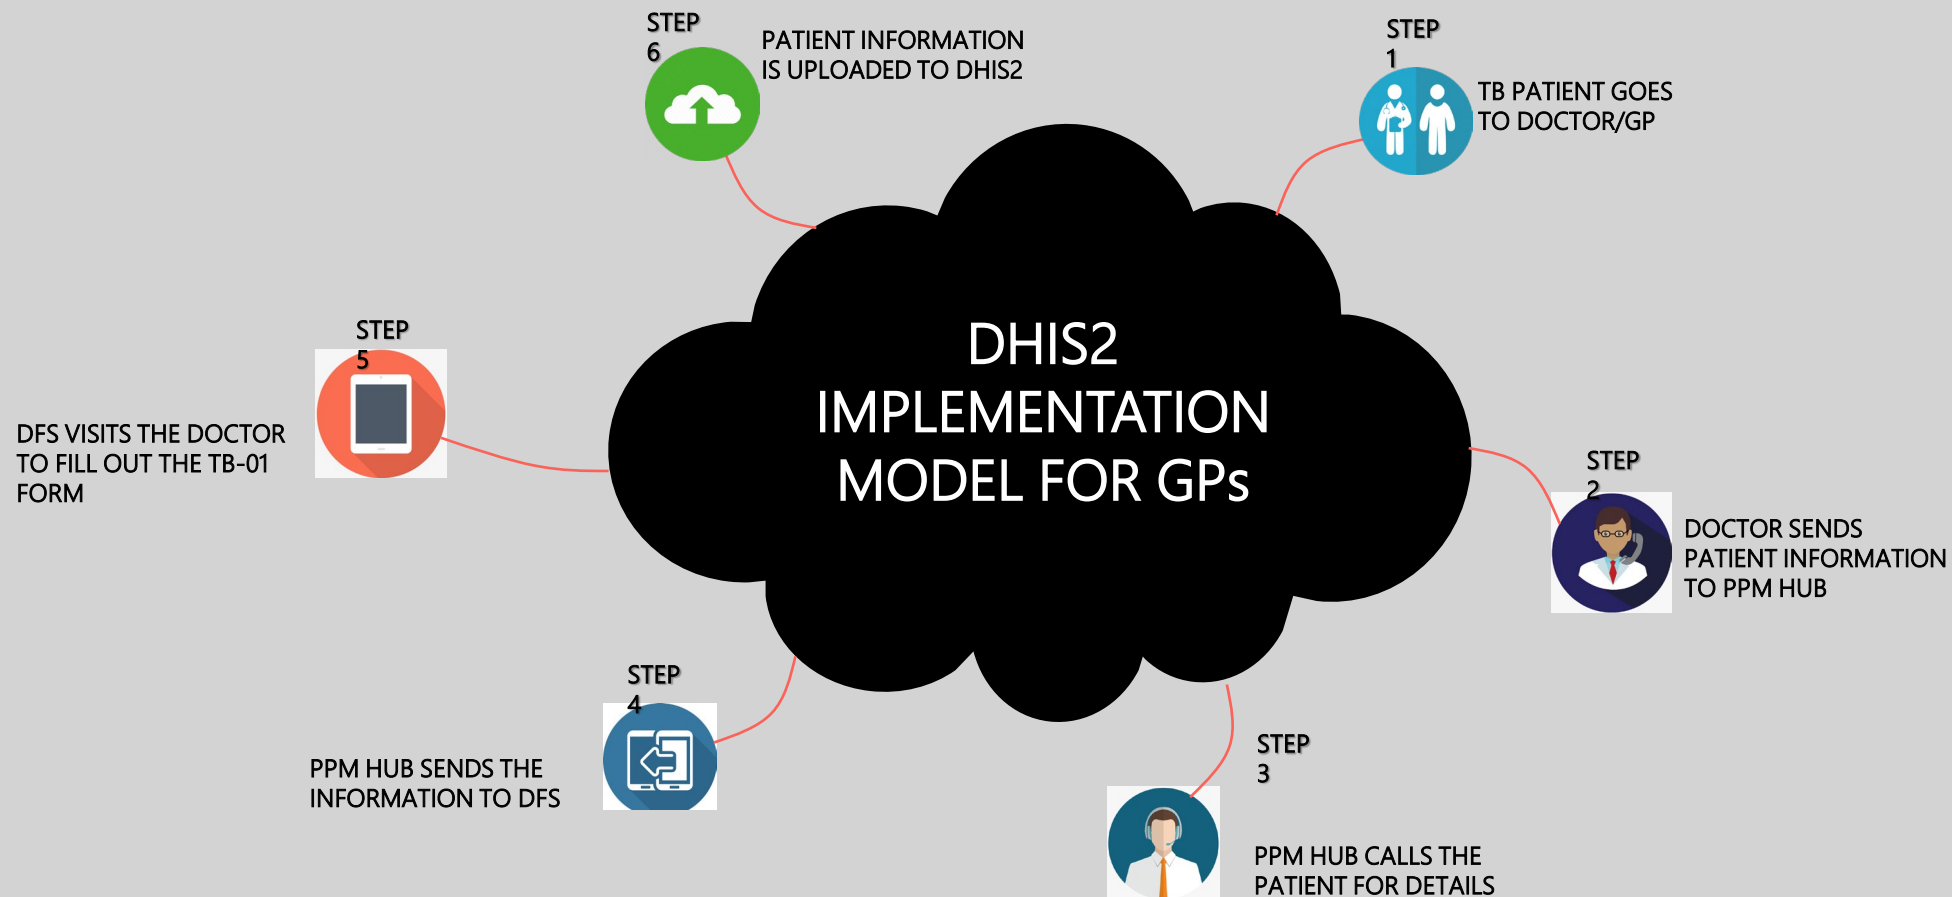 STEP
6
PATIENT INFORMATION
IS UPLOADED TO DHIS2
STEP
1
TB PATIENT GOES
TO DOCTOR/GP
DHIS2
IMPLEMENTATION
MODEL FOR GPs
STEP
5
DFS VISITS THE DOCTOR
TO FILL OUT THE TB-01
FORM
STEP
2
DOCTOR SENDS
PATIENT INFORMATION
TO PPM HUB
STEP
4
PPM HUB SENDS THE
INFORMATION TO DFS
STEP
3
PPM HUB CALLS THE
PATIENT FOR DETAILS